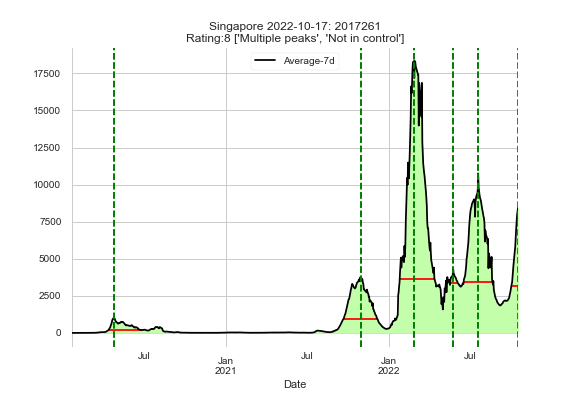 Singapore 2022-10-17: 2017261
Rating:8 ['Multiple peaks', 'Not in control']
Average-7d
17500
15000
12500
10000
7500
5000
2500
0
Jul
Jan
2021
Jul
Jan
2022
Jul
Date